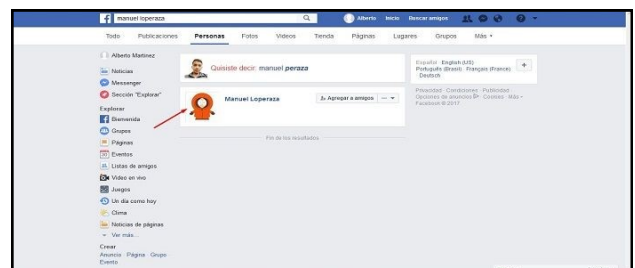 manuel loperaza
Alberto Inicio Buscar amigos
Todo Publicaciones Personas Fotos Videos Tienda Páginas Lugares Grupos Más
Alberto Martinez
Noticias
Messenger
Sección "Explorar"
Explorar
Bienvenida
Grupos
Páginas
Eventos
Listas de amigos
Video en vivo
Juegos
Un día como hoy
Clima
Noticias de páginas
Ver más...
Crear
Anuncio · Página · Grupo ·
Evento
Quisiste decir: manuel peraza
Manuel Loperaza
Agregar a amigos
Fin de los resultados
Español · English (US) ·
Português (Brasil) · Français (France) ·
Deutsch
Privacidad · Condiciones · Publicidad ·
Opciones de anuncios · Cookies · Más
Facebook © 2017